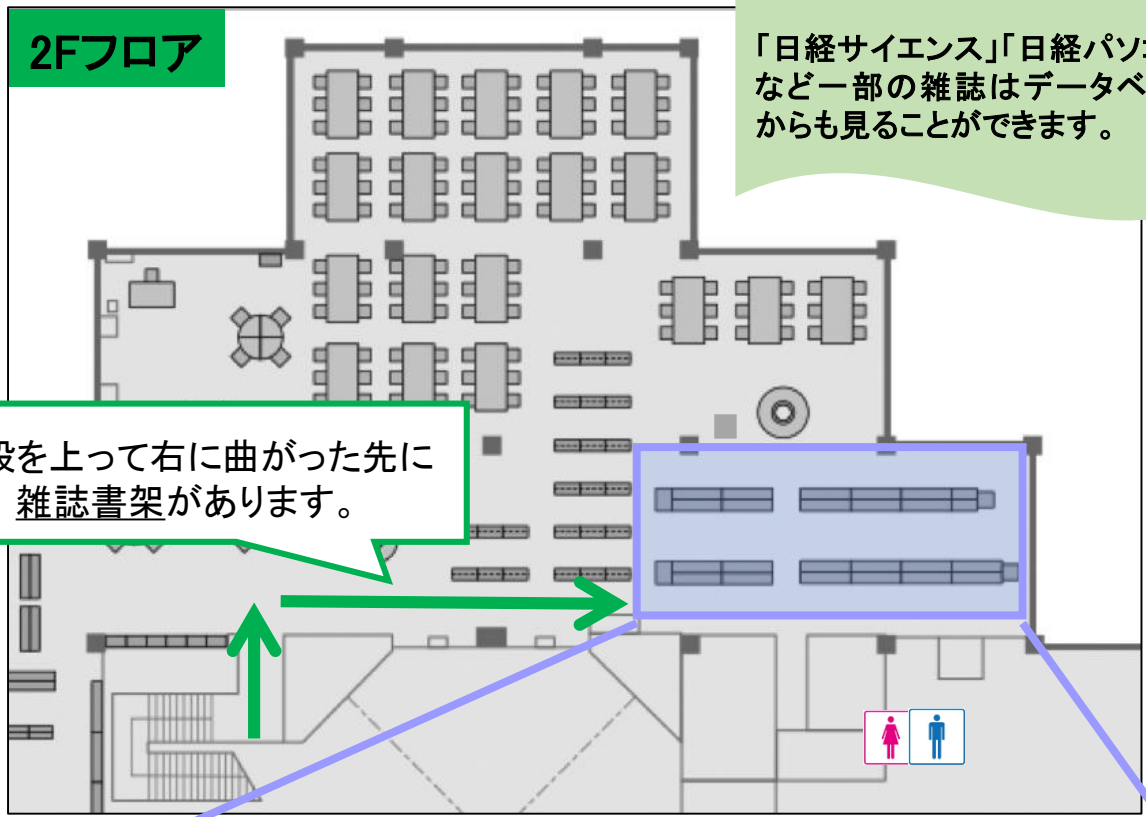 2Fフロア
「日経サイエンス」「日経パソ
など一部の雑誌はデータベ
からも見ることができます。
段を上って右に曲がった先に
雑誌書架があります。